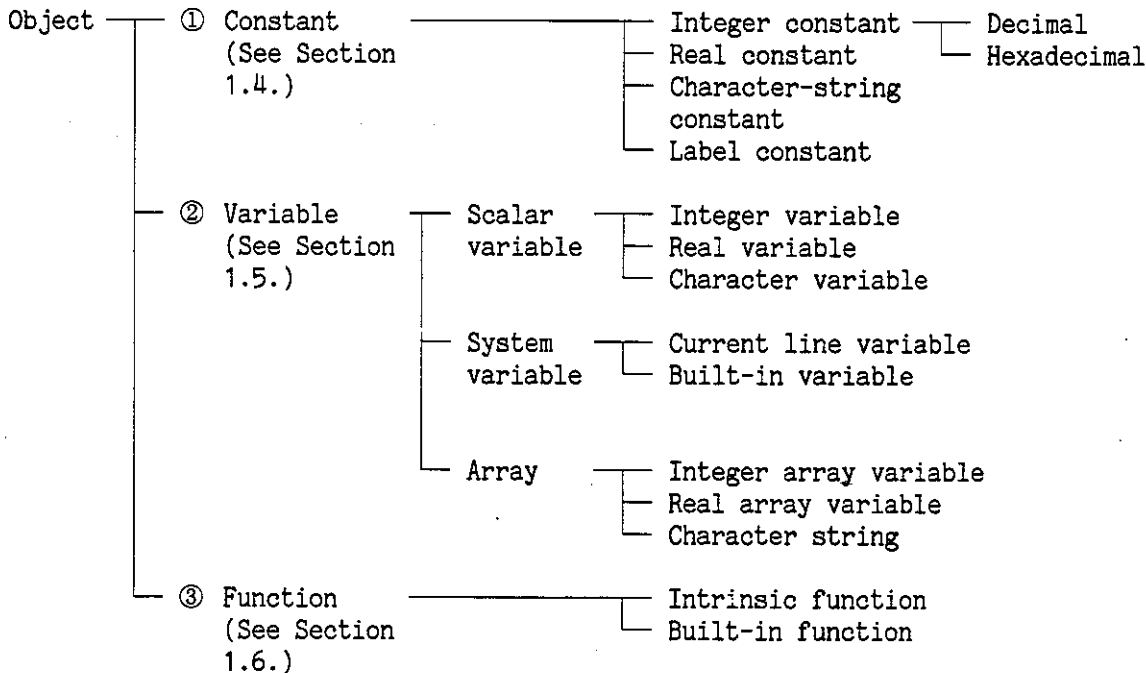 Object ① Constant Integer constant Decimal
(See Section Real constant Hexadecimal
1.4.) Character-string
constant
Label constant
② Variable Scalar Integer variable
(See Section variable Real variable
1.5.) Character variable
System Current line variable
variable Built-in variable
Array Integer array variable
Real array variable
Character string
③ Function Intrinsic function
(See Section Built-in function
1.6.)